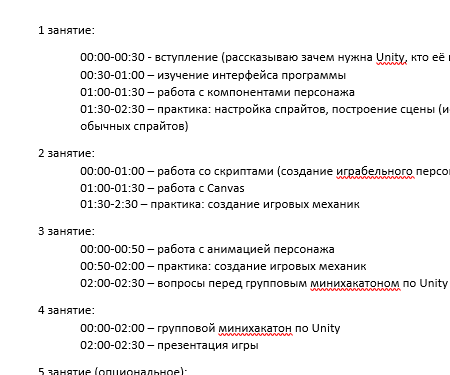 1 занятие:
00:00-00:30 - вступление (рассказываю зачем нужна Unity, кто её
00:30-01:00 – изучение интерфейса программы
01:00-01:30 – работа с компонентами персонажа
01:30-02:30 – практика: настройка спрайтов, построение сцены
обычных спрайтов)
2 занятие:
00:00-01:00 – работа со скриптами (создание играбельного
01:00-01:30 – работа с Canvas
01:30-2:30 – практика: создание игровых механик
3 занятие:
00:00-00:50 – работа с анимацией персонажа
00:50-02:00 – практика: создание игровых механик
02:00-02:30 – вопросы перед групповым минихакатоном по Unity
4 занятие:
00:00-02:00 – групповой минихакатон по Unity
02:00-02:30 – презентация игры
5 занятие (опциональное):